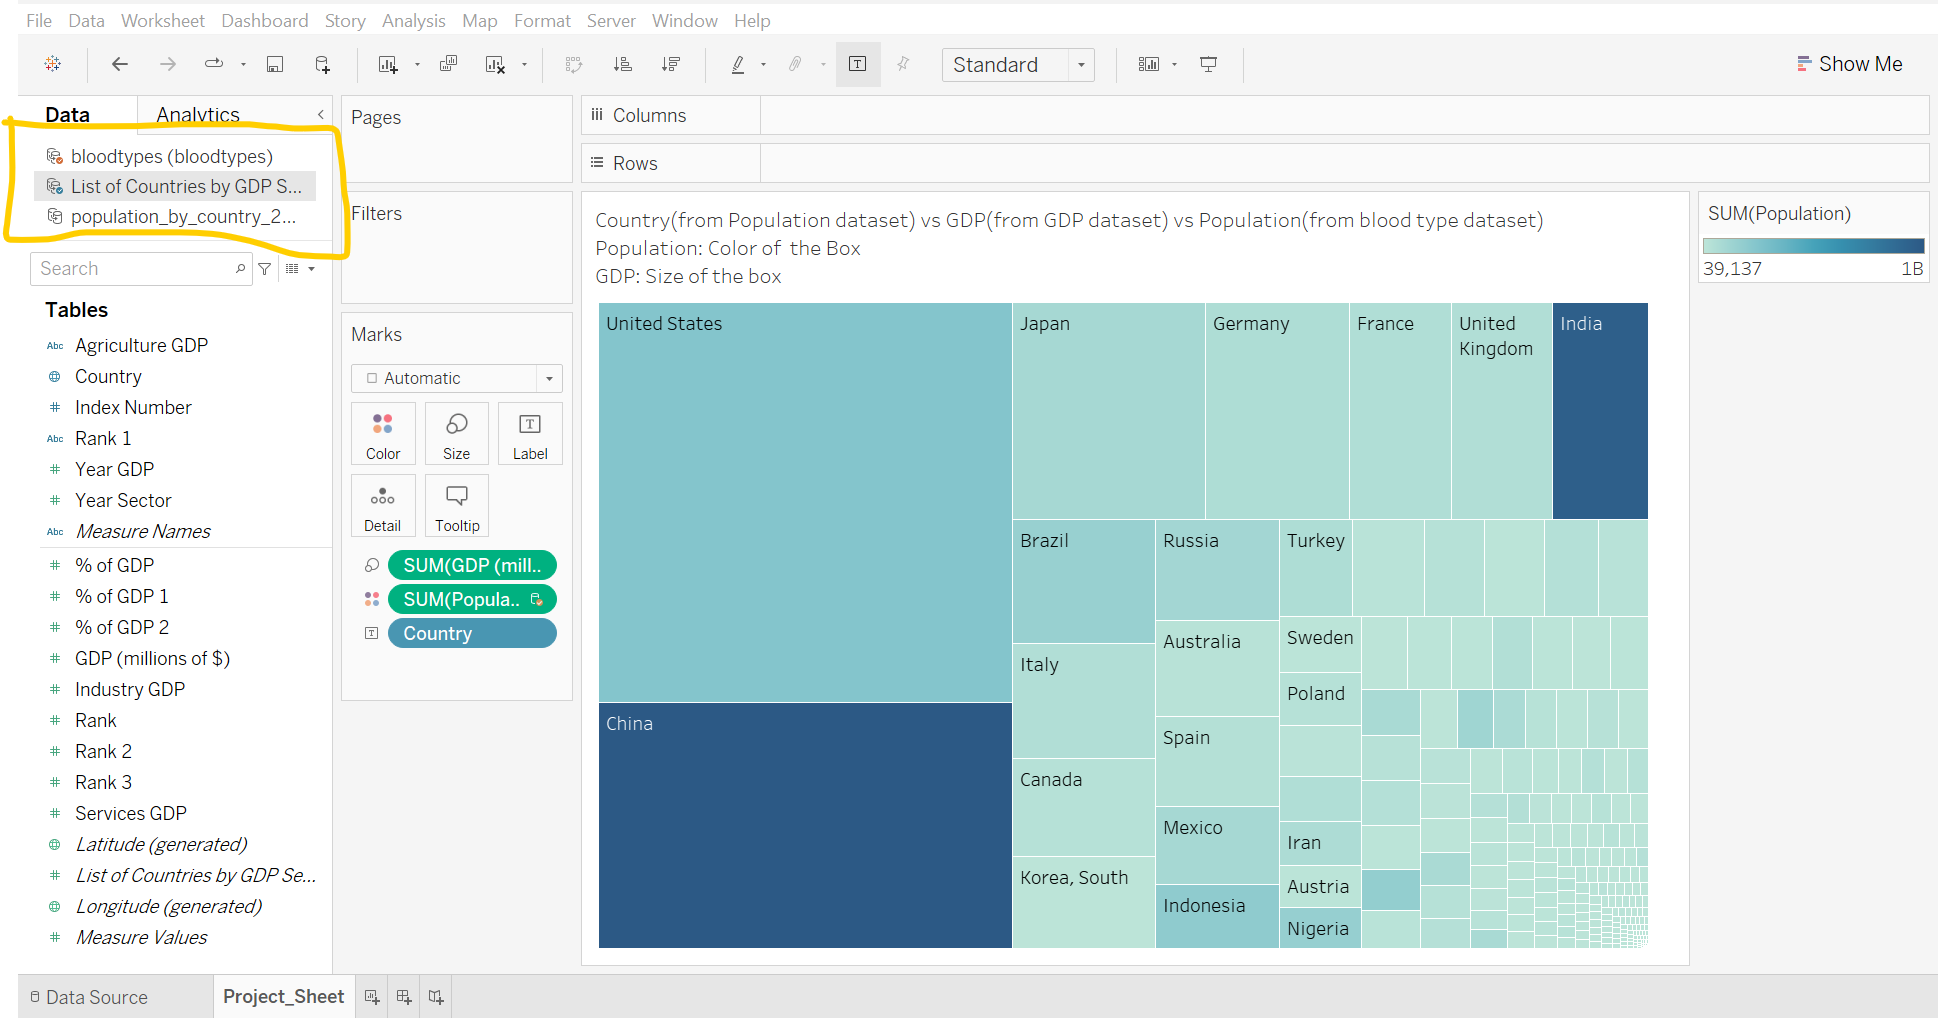 File Data Worksheet Dashboard Story Analysis Map Format Server Window Help
Standard
Show Me
Data Analytics
bloodtypes (bloodtypes)
List of Countries by GDP S...
population_by_country_2...
Search
Tables
Abc Agriculture GDP
Country
# Index Number
Abc Rank 1
# Year GDP
# Year Sector
Abc Measure Names
# % of GDP
# % of GDP 1
# % of GDP 2
# GDP (millions of $)
# Industry GDP
# Rank
# Rank 2
# Rank 3
# Services GDP
Latitude (generated)
# List of Countries by GDP Se...
Longitude (generated)
# Measure Values
Pages
Filters
Marks
Automatic
Color Size Label
Detail Tooltip
SUM(GDP (mill..
SUM(Popula..
Country
Columns
Rows
Country(from Population dataset) vs GDP(from GDP dataset) vs Population(from blood type dataset)
Population: Color of the Box
GDP: Size of the box
United States
China
Japan
Germany
France
United
Kingdom
India
Brazil
Italy
Canada
Korea, South
Russia
Australia
Spain
Mexico
Indonesia
Turkey
Sweden
Poland
Iran
Austria
Nigeria
SUM(Population)
39,137 1B
Data Source Project_Sheet